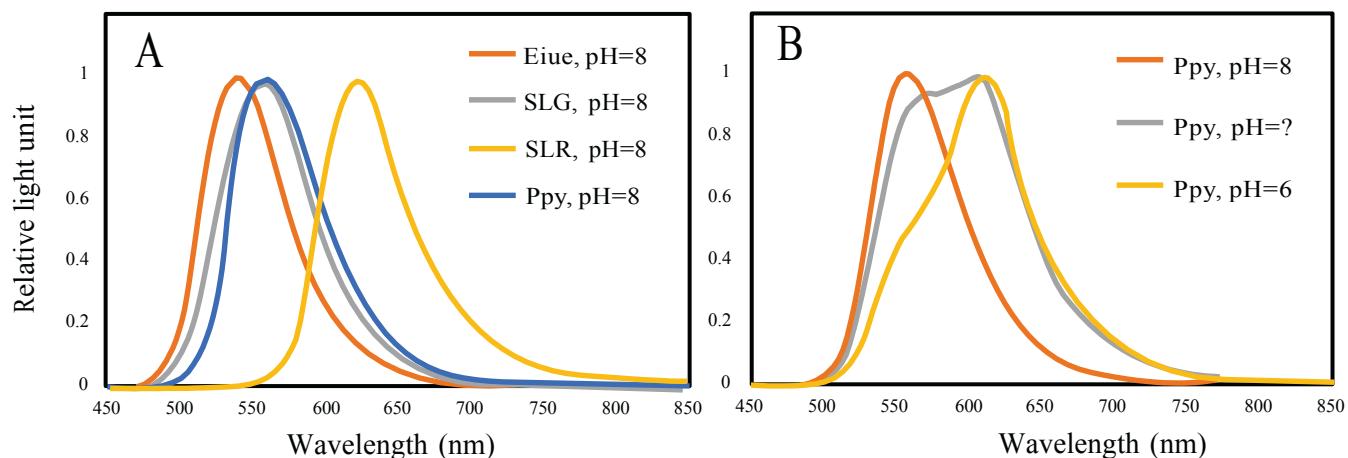 A
Eiue, pH=8
SLG, pH=8
SLR, pH=8
Ppy, pH=8
Relative light unit
1
0.8
0.6
0.4
0.2
0
450 500 550 600 650 700 750 800 850
Wavelength (nm)
B
Ppy, pH=8
Ppy, pH=?
Ppy, pH=6
1
0.8
0.6
0.4
0.2
0
450 500 550 600 650 700 750 800 850
Wavelength (nm)